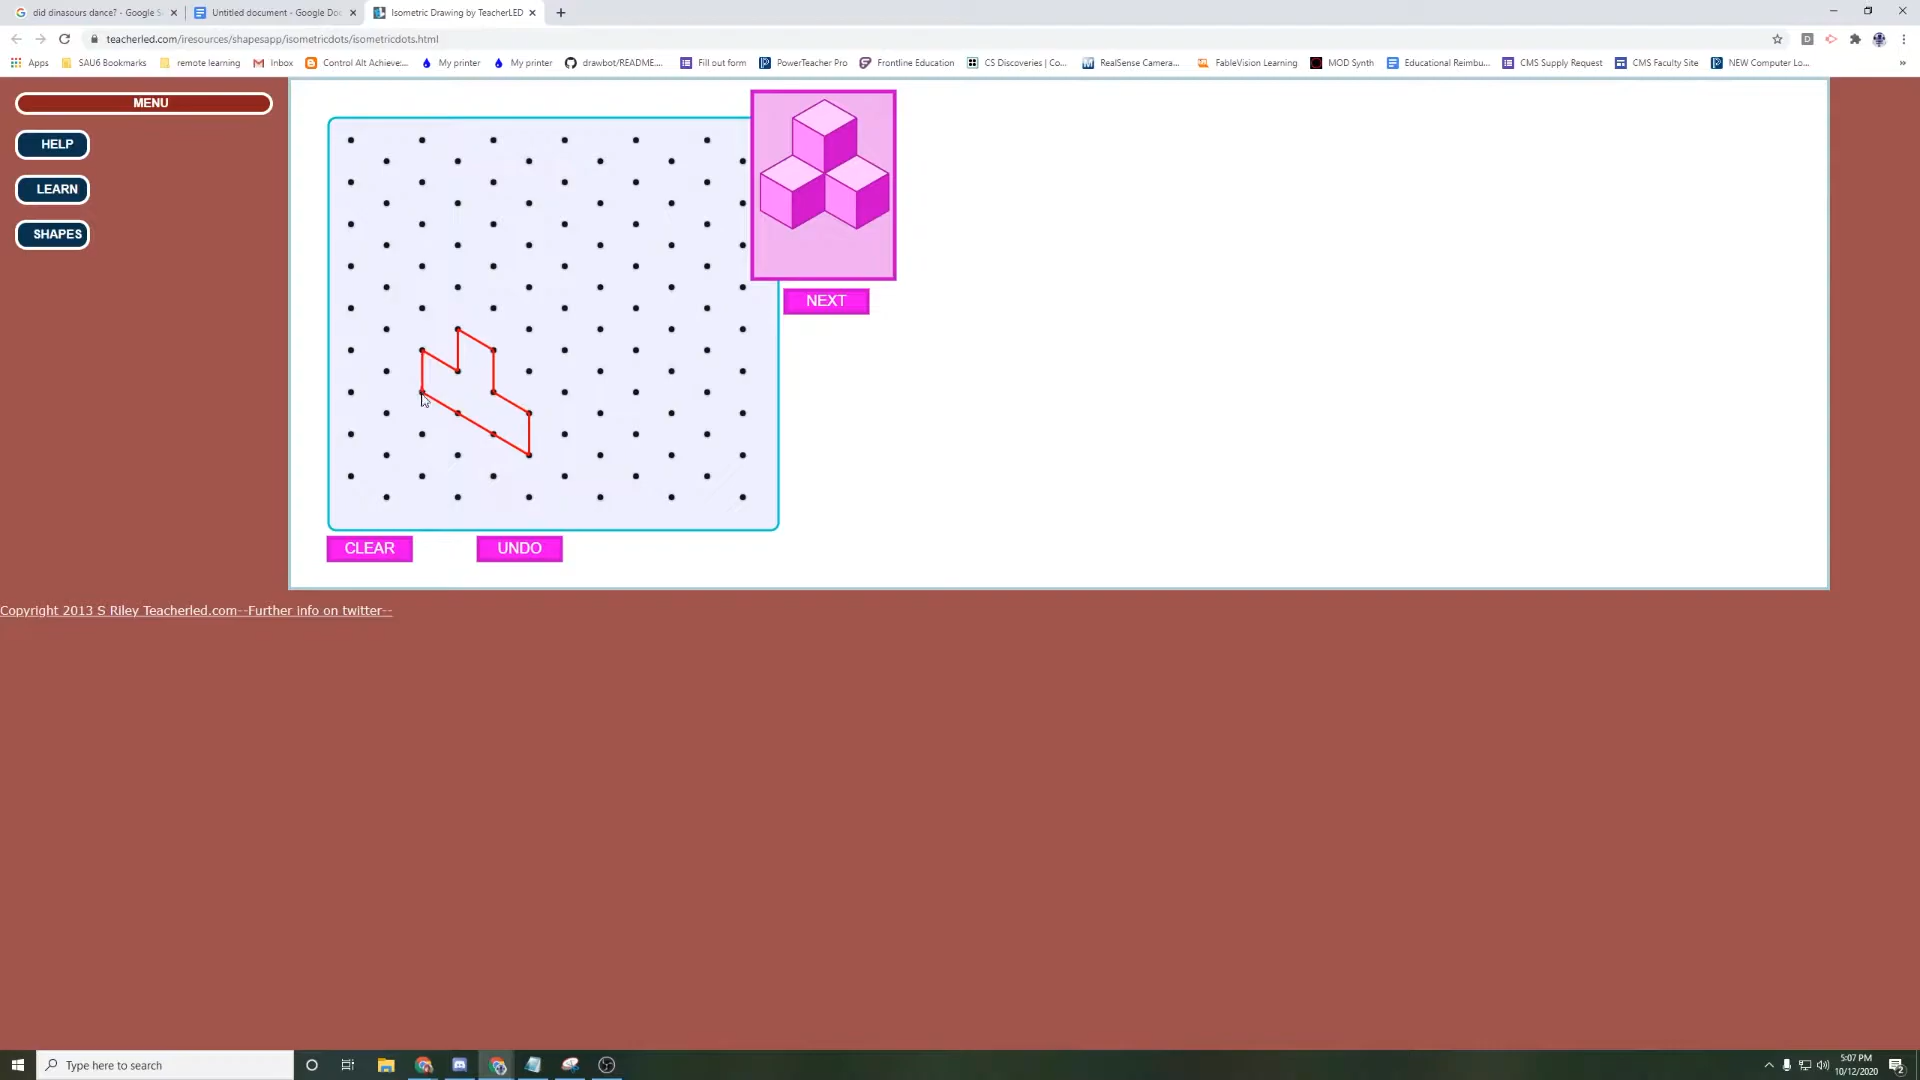 did dinasours dance? - Google S
Untitled document - Google Doc
Isometric Drawing by TeacherLED
teacherled.com/iresources/shapesapp/isometricdots/isometricdots.html
Apps SAU6 Bookmarks remote learning Inbox Control Alt Achieve:... My printer My printer drawbot/README.... Fill out form PowerTeacher Pro Frontline Education CS Discoveries | Co... RealSense Camera... FableVision Learning MOD Synth Educational Reimbu... CMS Supply Request CMS Faculty Site NEW Computer Lo...
MENU
HELP
LEARN
SHAPES
NEXT
CLEAR UNDO
Copyright 2013 S Riley Teacherled.com--Further info on twitter--
Type here to search
5:07 PM
10/12/2020
2